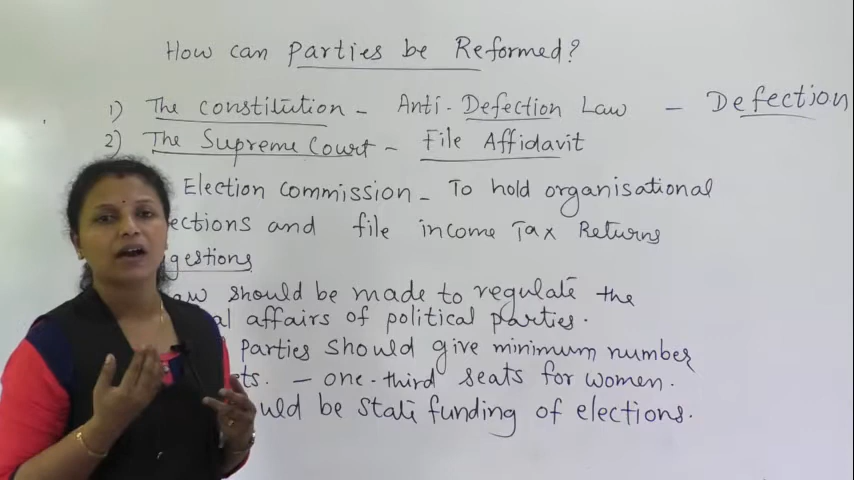 How can Parties be Reformed?
1) The constitution - Anti-Defection Law - Defection
2) The Supreme Court - File Affidavit
Election commission - To hold organisational
ections and file income Tax Returns
gestions
aw should be made to regulate the
al affairs of political parties.
parties should give minimum number
ets. - one-third seats for women.
uld be State funding of elections.